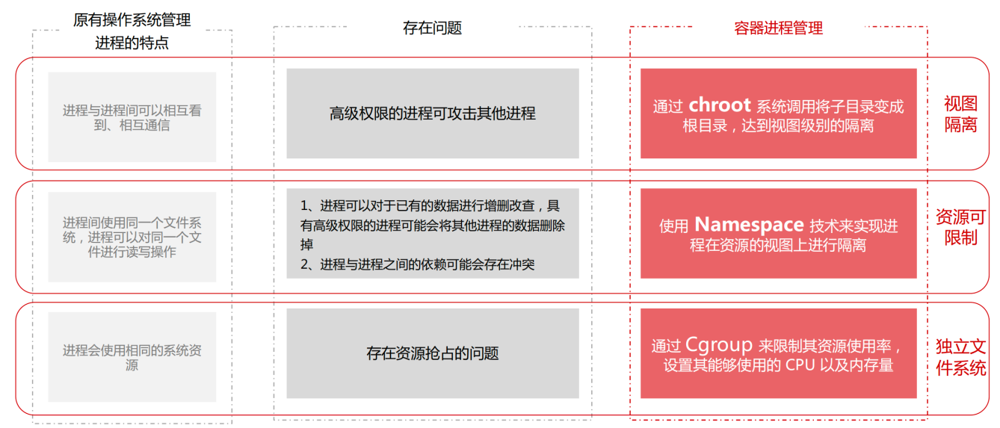 原有操作系统管理
进程的特点
存在问题
容器进程管理
进程与进程间可以相互看
到、相互通信
高级权限的进程可攻击其他进程
通过 chroot 系统调用将子目录变成
根目录，达到视图级别的隔离
视图
隔离
进程间使用同一个文件系
统，进程可以对同一个文
件进行读写操作
1、进程可以对于已有的数据进行增删改查，具
有高级权限的进程可能会将其他进程的数据删除
掉
2、进程与进程之间的依赖可能会存在冲突
使用 Namespace 技术来实现进
程在资源的视图上进行隔离
资源可
限制
进程会使用相同的系统资
源
存在资源抢占的问题
通过 Cgroup 来限制其资源使用率，
设置其能够使用的 CPU 以及内存量
独立文
件系统